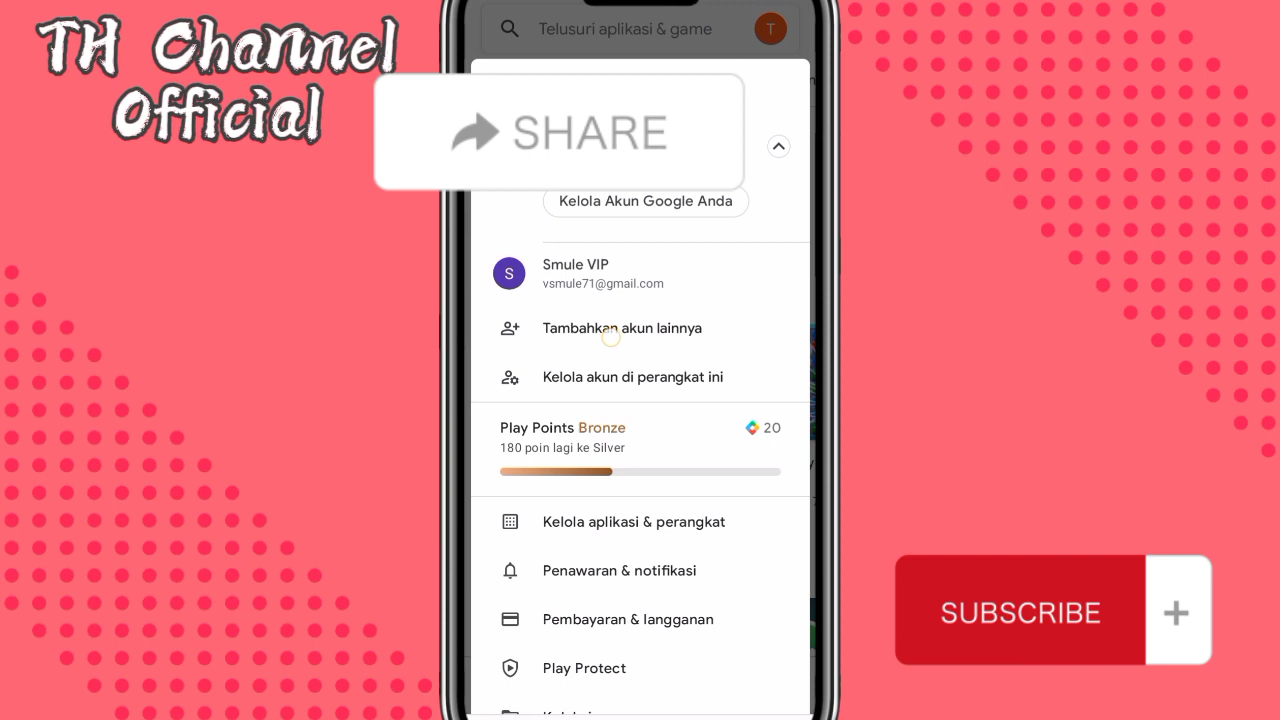 TH Channel
Official
Telusuri aplikasi & game
T
SHARE
Kelola Akun Google Anda
S
Smule VIP
vsmule71@gmail.com
Tambahkan akun lainnya
Kelola akun di perangkat ini
Play Points Bronze
20
180 poin lagi ke Silver
Kelola aplikasi & perangkat
Penawaran & notifikasi
SUBSCRIBE +
Pembayaran & langganan
Play Protect